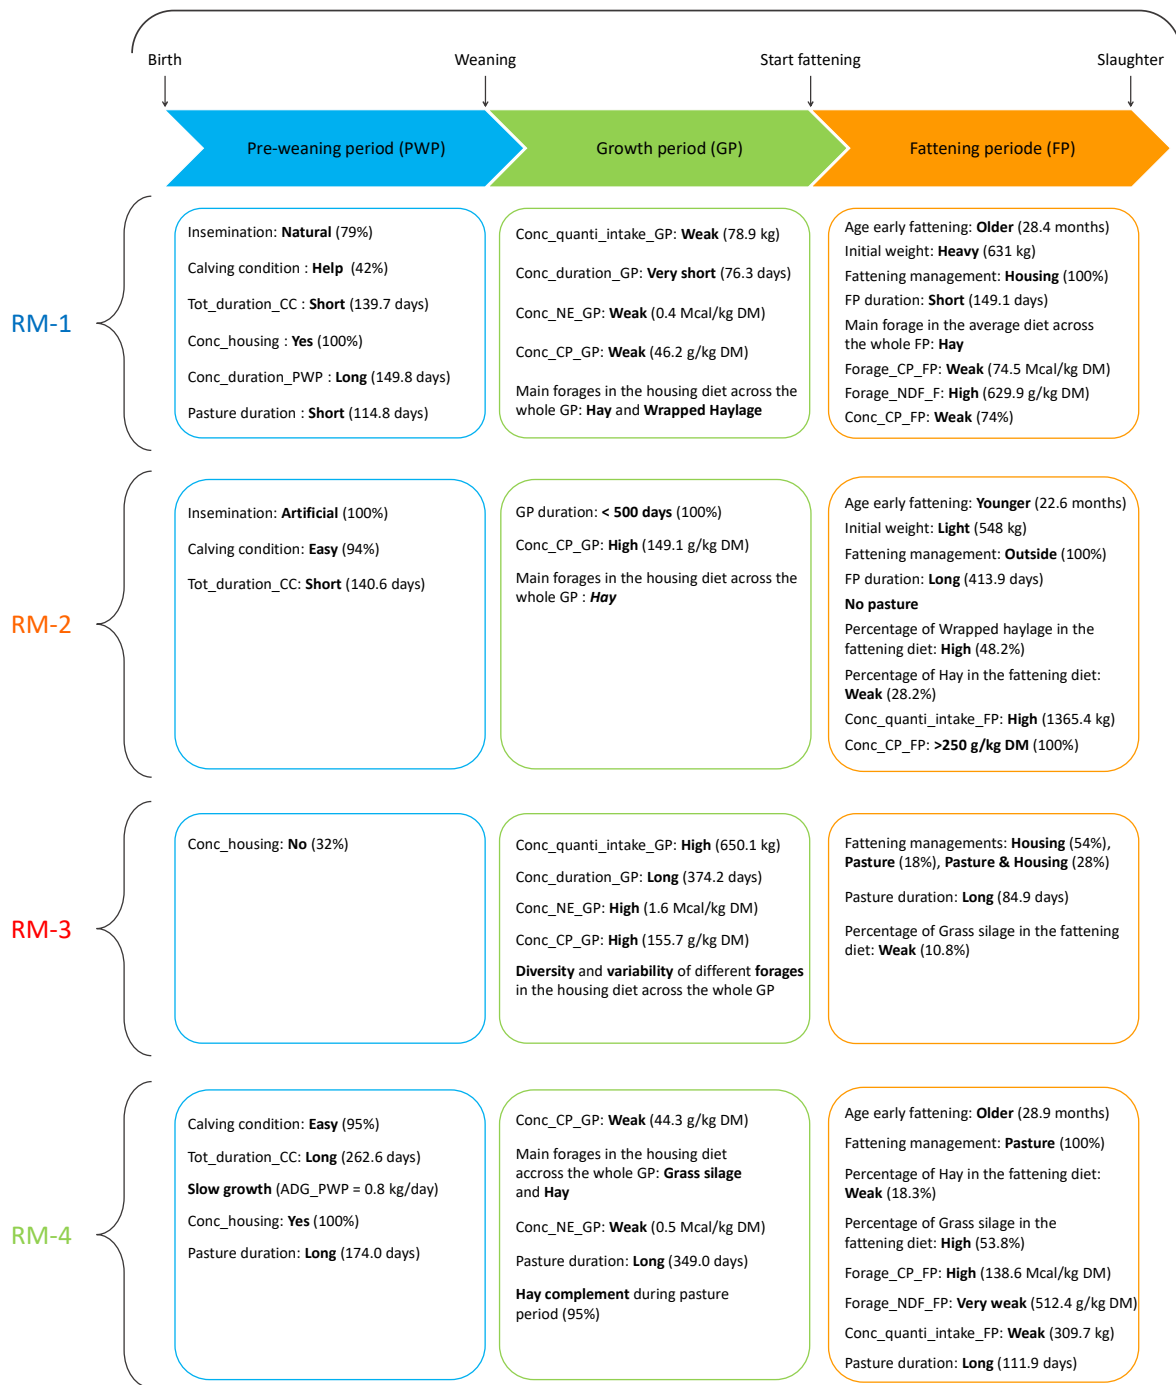 Birth
Weaning
Start fattening
Slaughter
Pre-weaning period (PWP)
Growth period (GP)
Fattening periode (FP)
RM-1
Insemination: Natural (79%)
Calving condition : Help (42%)
Tot_duration_CC : Short (139.7 days)
Conc_housing : Yes (100%)
Conc_duration_PWP : Long (149.8 days)
Pasture duration : Short (114.8 days)
Conc_quanti_intake_GP: Weak (78.9 kg)
Conc_duration_GP: Very short (76.3 days)
Conc_NE_GP: Weak (0.4 Mcal/kg DM)
Conc_CP_GP: Weak (46.2 g/kg DM)
Main forages in the housing diet across the
whole GP: Hay and Wrapped Haylage
Age early fattening: Older (28.4 months)
Initial weight: Heavy (631 kg)
Fattening management: Housing (100%)
FP duration: Short (149.1 days)
Main forage in the average diet across
the whole FP: Hay
Forage_CP_FP: Weak (74.5 Mcal/kg DM)
Forage_NDF_F: High (629.9 g/kg DM)
Conc_CP_FP: Weak (74%)
RM-2
Insemination: Artificial (100%)
Calving condition: Easy (94%)
Tot_duration_CC: Short (140.6 days)
GP duration: < 500 days (100%)
Conc_CP_GP: High (149.1 g/kg DM)
Main forages in the housing diet across the
whole GP : Hay
Age early fattening: Younger (22.6 months)
Initial weight: Light (548 kg)
Fattening management: Outside (100%)
FP duration: Long (413.9 days)
No pasture
Percentage of Wrapped haylage in the
fattening diet: High (48.2%)
Percentage of Hay in the fattening diet:
Weak (28.2%)
Conc_quanti_intake_FP: High (1365.4 kg)
Conc_CP_FP: >250 g/kg DM (100%)
RM-3
Conc_housing: No (32%)
Conc_quanti_intake_GP: High (650.1 kg)
Conc_duration_GP: Long (374.2 days)
Conc_NE_GP: High (1.6 Mcal/kg DM)
Conc_CP_GP: High (155.7 g/kg DM)
Diversity and variability of different forages
in the housing diet across the whole GP
Fattening managements: Housing (54%),
Pasture (18%), Pasture & Housing (28%)
Pasture duration: Long (84.9 days)
Percentage of Grass silage in the fattening
diet: Weak (10.8%)
RM-4
Calving condition: Easy (95%)
Tot_duration_CC: Long (262.6 days)
Slow growth (ADG_PWP = 0.8 kg/day)
Conc_housing: Yes (100%)
Pasture duration: Long (174.0 days)
Conc_CP_GP: Weak (44.3 g/kg DM)
Main forages in the housing diet
accross the whole GP: Grass silage
and Hay
Conc_NE_GP: Weak (0.5 Mcal/kg DM)
Pasture duration: Long (349.0 days)
Hay complement during pasture
period (95%)
Age early fattening: Older (28.9 months)
Fattening management: Pasture (100%)
Percentage of Hay in the fattening diet:
Weak (18.3%)
Percentage of Grass silage in the
fattening diet: High (53.8%)
Forage_CP_FP: High (138.6 Mcal/kg DM)
Forage_NDF_FP: Very weak (512.4 g/kg DM)
Conc_quanti_intake_FP: Weak (309.7 kg)
Pasture duration: Long (111.9 days)